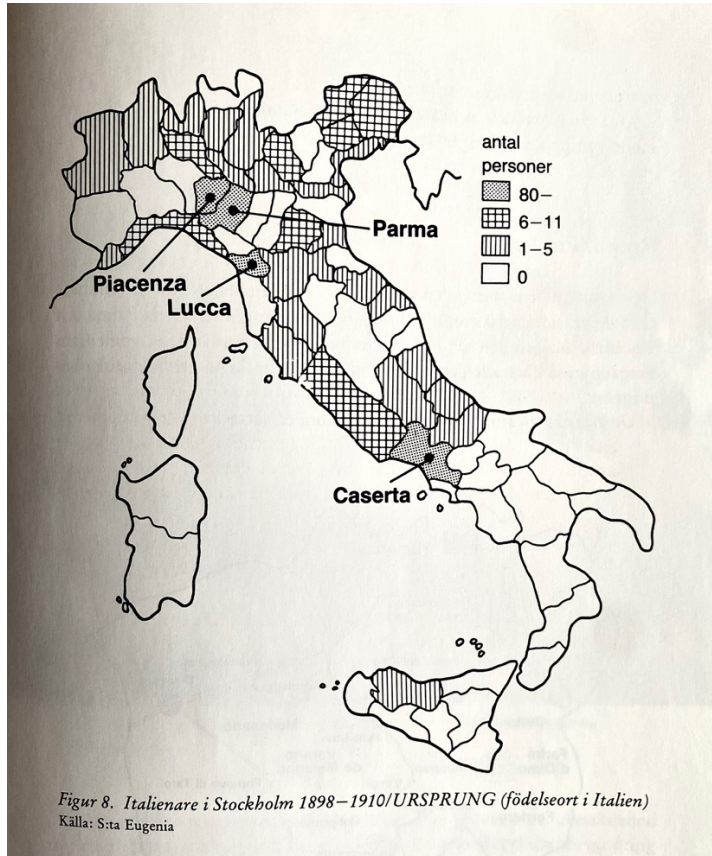 antal
personer
80–
6–11
1–5
0
Parma
Piacenza
Lucca
Caserta
Figur 8. Italienare i Stockholm 1898–1910/URSPRUNG (födelseort i Italien)
Källa: S:ta Eugenia